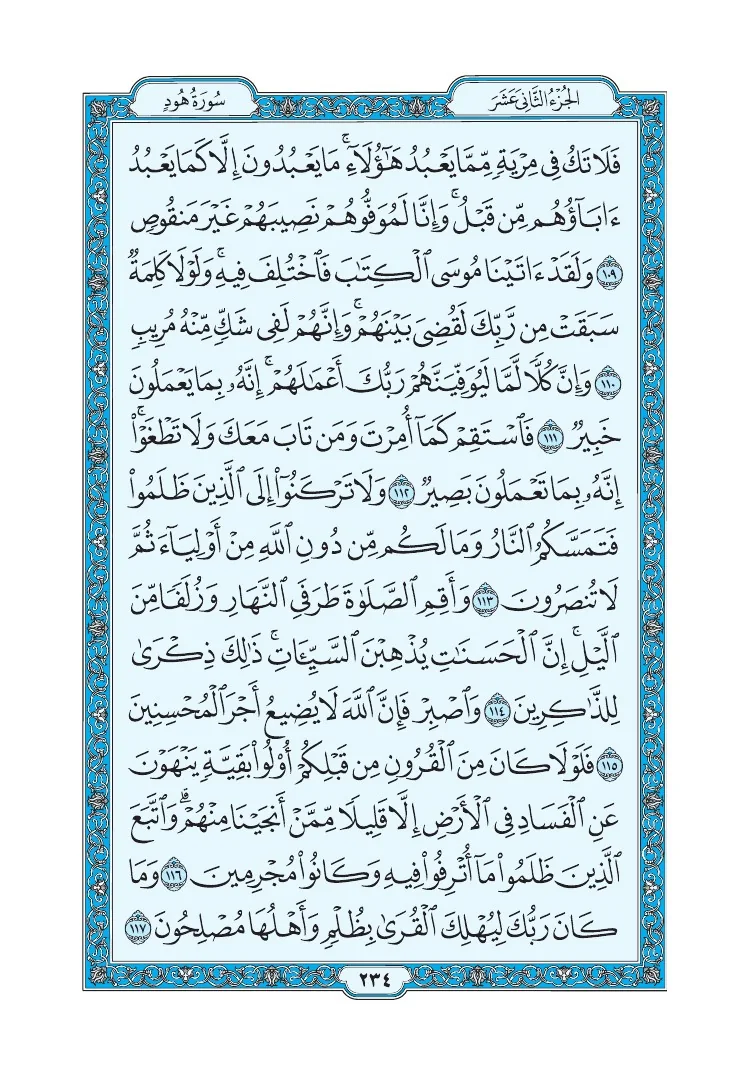 الجُزْءُ الثَّانِي عَشَرَ
سُورَةُ هُودٍ
فَلَا تَكُ فِي مِرْيَةٍ مِّمَّا يَعْبُدُ هَٰٓؤُلَآءِۚ مَا يَعْبُدُونَ إِلَّا كَمَا يَعْبُدُ
ءَابَآؤُهُم مِّن قَبْلُۚ وَإِنَّا لَمُوَفُّوهُمْ نَصِيبَهُمْ غَيْرَ مَنقُوصٍ
١٠٩ وَلَقَدْ ءَاتَيْنَا مُوسَى ٱلْكِتَٰبَ فَٱخْتُلِفَ فِيهِۚ وَلَوْلَا كَلِمَةٌ
سَبَقَتْ مِن رَّبِّكَ لَقُضِيَ بَيْنَهُمْۚ وَإِنَّهُمْ لَفِي شَكٍّ مِّنْهُ مُرِيبٍ
١١٠ وَإِنَّ كُلًّا لَّمَّا لَيُوَفِّيَنَّهُمْ رَبُّكَ أَعْمَٰلَهُمْۚ إِنَّهُۥ بِمَا يَعْمَلُونَ
خَبِيرٌ ١١١ فَٱسْتَقِمْ كَمَآ أُمِرْتَ وَمَن تَابَ مَعَكَ وَلَا تَطْغَوْا۟ۚ
إِنَّهُۥ بِمَا تَعْمَلُونَ بَصِيرٌ ١١٢ وَلَا تَرْكَنُوٓا۟ إِلَى ٱلَّذِينَ ظَلَمُوا۟
فَتَمَسَّكُمُ ٱلنَّارُ وَمَا لَكُم مِّن دُونِ ٱللَّهِ مِنْ أَوْلِيَآءَ ثُمَّ
لَا تُنصَرُونَ ١١٣ وَأَقِمِ ٱلصَّلَوٰةَ طَرَفَيِ ٱلنَّهَارِ وَزُلَفًا مِّنَ
ٱلَّيْلِۚ إِنَّ ٱلْحَسَنَٰتِ يُذْهِبْنَ ٱلسَّيِّـَٔاتِۚ ذَٰلِكَ ذِكْرَىٰ
لِلذَّٰكِرِينَ ١١٤ وَٱصْبِرْ فَإِنَّ ٱللَّهَ لَا يُضِيعُ أَجْرَ ٱلْمُحْسِنِينَ
١١٥ فَلَوْلَا كَانَ مِنَ ٱلْقُرُونِ مِن قَبْلِكُمْ أُو۟لُوا۟ بَقِيَّةٍ يَنْهَوْنَ
عَنِ ٱلْفَسَادِ فِي ٱلْأَرْضِ إِلَّا قَلِيلًا مِّمَّنْ أَنجَيْنَا مِنْهُمْۗ وَٱتَّبَعَ
ٱلَّذِينَ ظَلَمُوا۟ مَآ أُتْرِفُوا۟ فِيهِ وَكَانُوا۟ مُجْرِمِينَ ١١٦ وَمَا
كَانَ رَبُّكَ لِيُهْلِكَ ٱلْقُرَىٰ بِظُلْمٍ وَأَهْلُهَا مُصْلِحُونَ ١١٧
٢٣٤